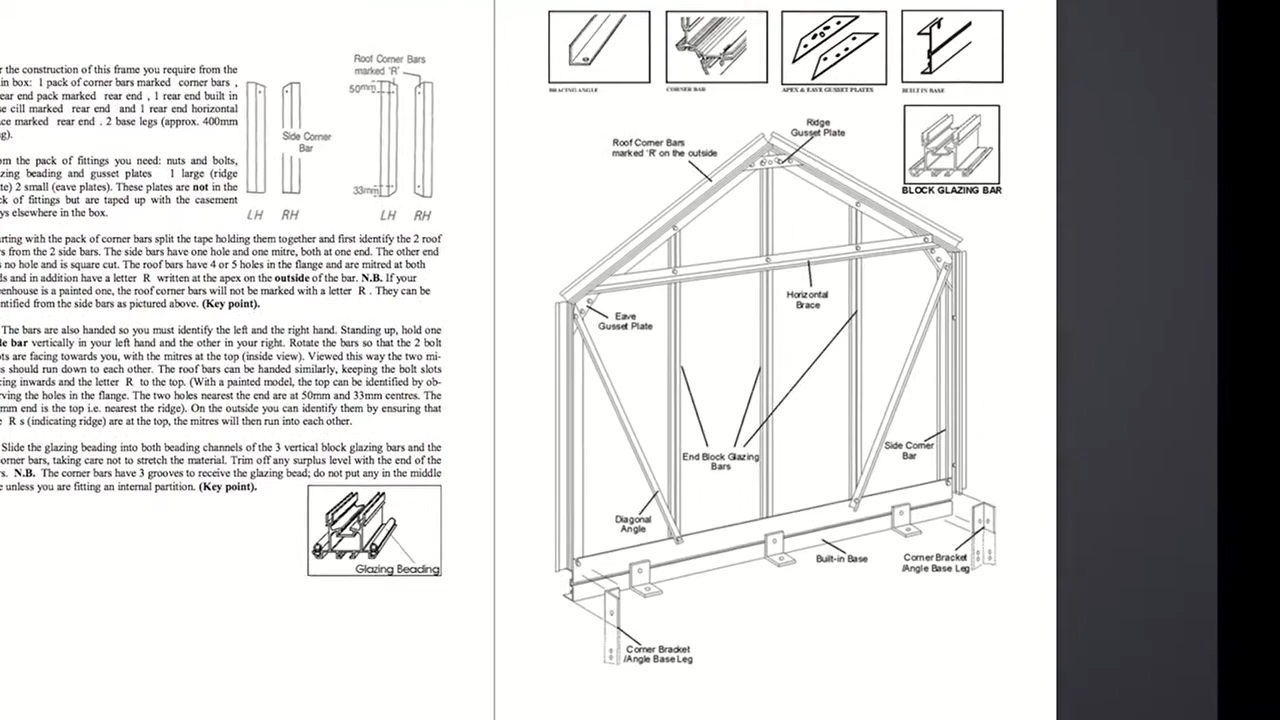 r the construction of this frame you require from the
in box: 1 pack of corner bars marked corner bars ,
rear end pack marked rear end , 1 rear end built in
se cill marked rear end and 1 rear end horizontal
ce marked rear end . 2 base legs (approx. 400mm
g).
om the pack of fittings you need: nuts and bolts,
zing beading and gusset plates 1 large (ridge
te) 2 small (eave plates). These plates are not in the
ck of fittings but are taped up with the casement
ys elsewhere in the box.
Roof Corner Bars
marked 'R'
50mm
Side Corner
Bar
33mm
LH RH LH RH
rting with the pack of corner bars split the tape holding them together and first identify the 2 roof
rs from the 2 side bars. The side bars have one hole and one mitre, both at one end. The other end
s no hole and is square cut. The roof bars have 4 or 5 holes in the flange and are mitred at both
ds and in addition have a letter R written at the apex on the outside of the bar. N.B. If your
eenhouse is a painted one, the roof corner bars will not be marked with a letter R . They can be
ntified from the side bars as pictured above. (Key point).
The bars are also handed so you must identify the left and the right hand. Standing up, hold one
le bar vertically in your left hand and the other in your right. Rotate the bars so that the 2 bolt
ots are facing towards you, with the mitres at the top (inside view). Viewed this way the two mi-
s should run down to each other. The roof bars can be handed similarly, keeping the bolt slots
cing inwards and the letter R to the top. (With a painted model, the top can be identified by ob-
rving the holes in the flange. The two holes nearest the end are at 50mm and 33mm centres. The
mm end is the top i.e. nearest the ridge). On the outside you can identify them by ensuring that
e R s (indicating ridge) are at the top, the mitres will then run into each other.
Slide the glazing beading into both beading channels of the 3 vertical block glazing bars and the
orner bars, taking care not to stretch the material. Trim off any surplus level with the end of the
rs. N.B. The corner bars have 3 grooves to receive the glazing bead; do not put any in the middle
e unless you are fitting an internal partition. (Key point).
Glazing Beading
BRACING ANGLE
CORNER BAR
APEX & EAVE GUSSET PLATES
BUILT IN BASE
BLOCK GLAZING BAR
Ridge
Gusset Plate
Roof Corner Bars
marked 'R' on the outside
Horizontal
Brace
Eave
Gusset Plate
End Block Glazing
Bars
Side Corner
Bar
Diagonal
Angle
Built-in Base
Corner Bracket
/Angle Base Leg
Corner Bracket
/Angle Base Leg